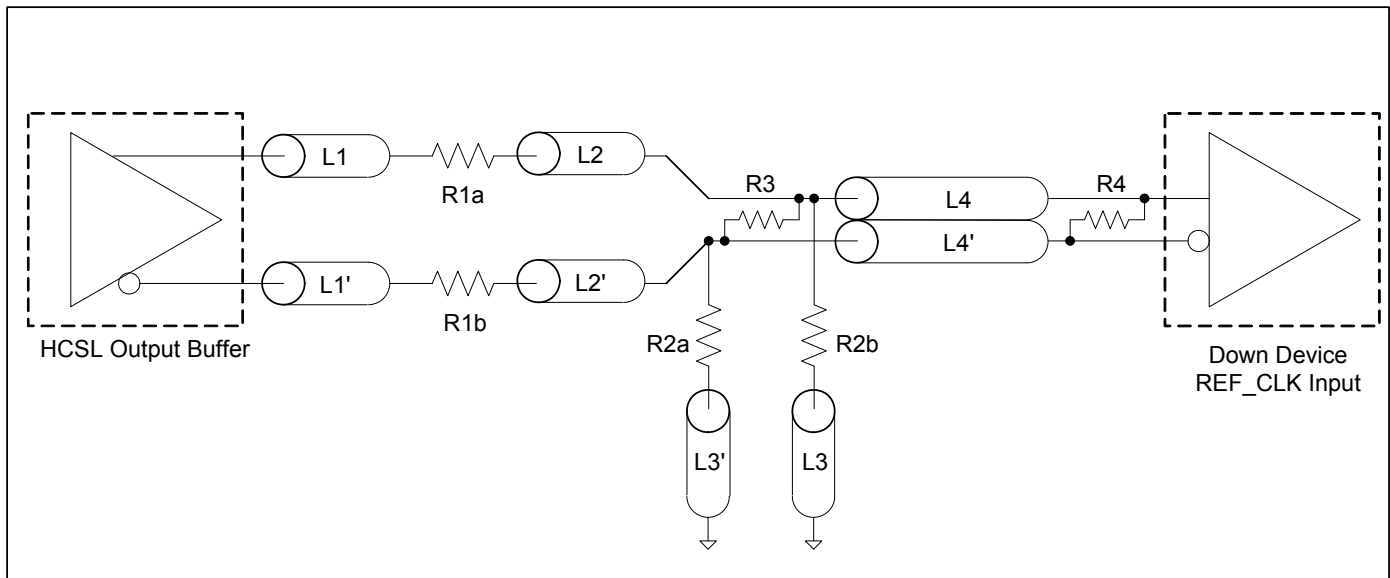 L1
R1a
L2
R3
L4
R4
L4'
L1'
R1b
L2'
HCSL Output Buffer
R2a
R2b
Down Device
REF_CLK Input
L3'
L3